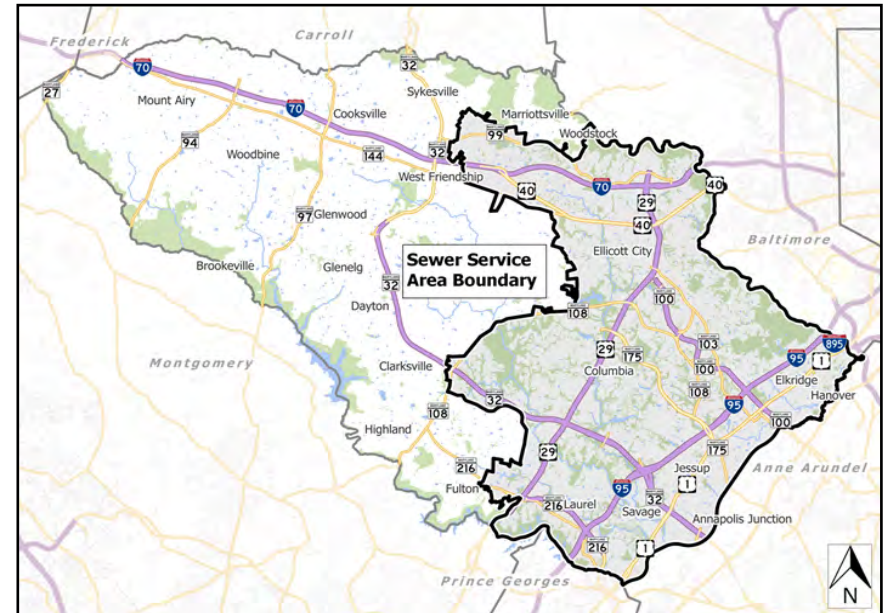 Frederick
Carroll
70
27
32
Sykesville
Mount Airy
70
Cooksville
Marriottsville
99
Woodstock
94
Woodbine
144
32
West Friendship
40
70
40
29
97
Glenwood
40
Ellicott City
Baltimore
Brookeville
Glenelg
Sewer Service
Area Boundary
32
Dayton
100
108
103
895
29
175
95
1
Montgomery
Clarksville
Columbia
100
Elkridge
108
Hanover
32
95
108
100
Highland
29
175
216
Jessup
Anne Arundel
Fulton
95
1
32
216
Laurel
Savage
Annapolis Junction
216
1
Prince Georges
N